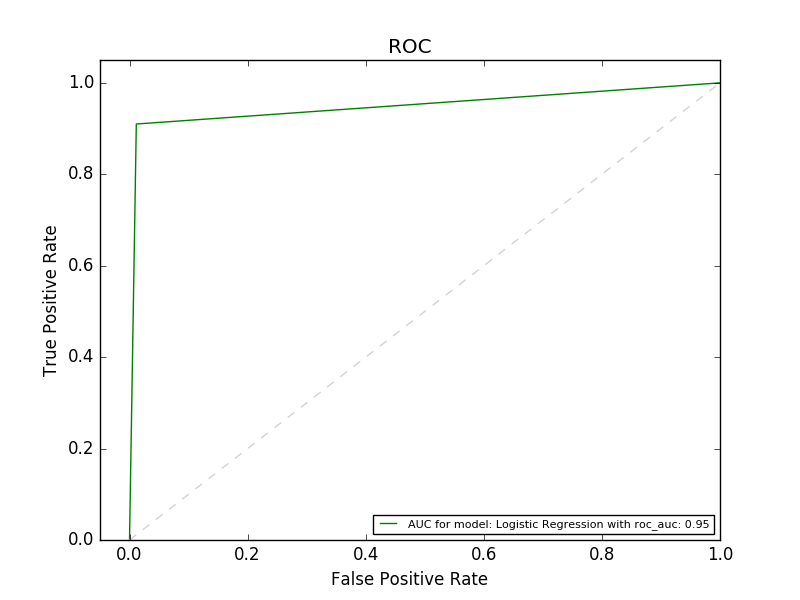 ROC
1.0
0.8
0.6
0.4
0.2
0.0
True Positive Rate
AUC for model: Logistic Regression with roc_auc: 0.95
0.0 0.2 0.4 0.6 0.8 1.0
False Positive Rate